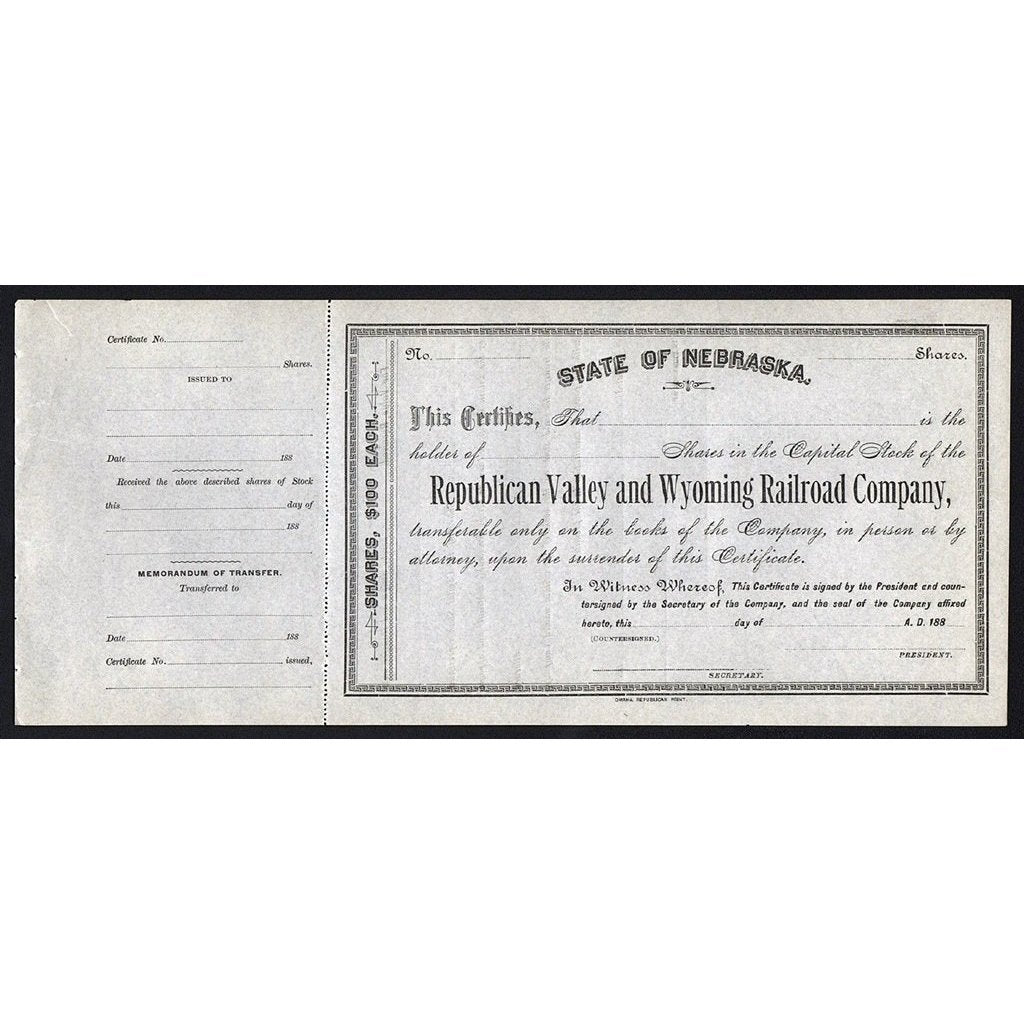 Certificate No.
Shares.
ISSUED TO
Date 188
Received the above described shares of Stock
this day of
188
MEMORANDUM OF TRANSFER.
Transferred to
Date 188
Certificate No. issued,
SHARES, $100 EACH.
No. Shares.
STATE OF NEBRASKA.
This Certifies, That is the
holder of Shares in the Capital Stock of the
Republican Valley and Wyoming Railroad Company,
transferable only on the books of the Company, in person or by
attorney, upon the surrender of this Certificate.
In Witness Whereof, This Certificate is signed by the President and coun-
tersigned by the Secretary of the Company, and the seal of the Company affixed
hereto, this day of A. D. 188
(COUNTERSIGNED.)
PRESIDENT.
SECRETARY.
OMAHA REPUBLICAN PRINT.